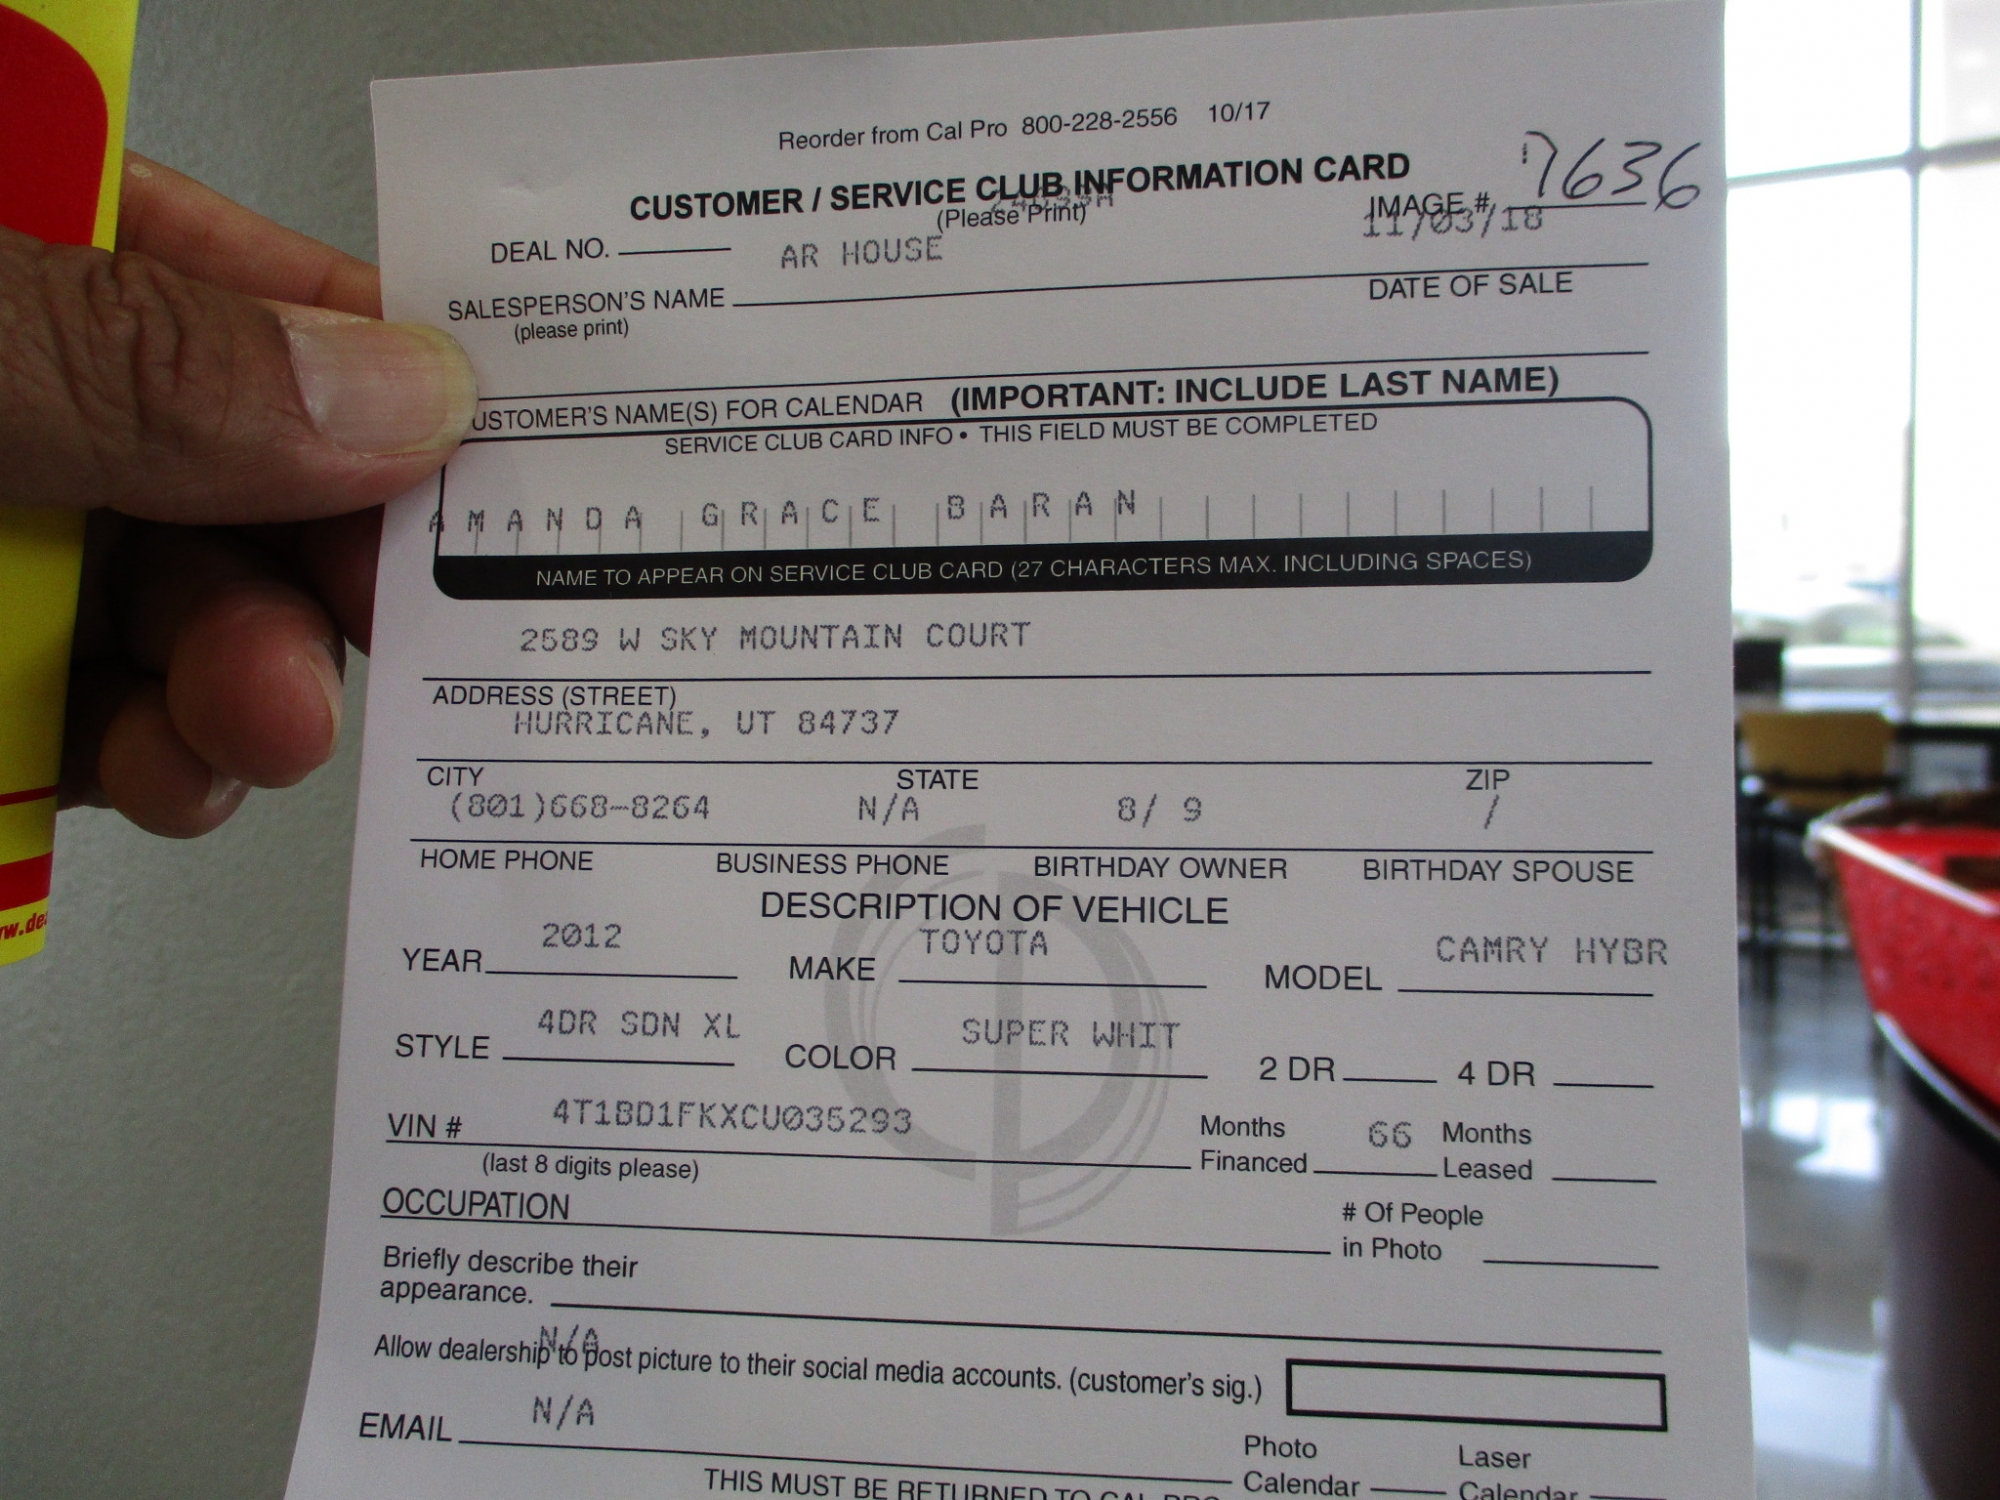 Reorder from Cal Pro 800-228-2556 10/17
CUSTOMER / SERVICE CLUB INFORMATION CARD
(Please Print)
IMAGE # 7636
11/03/18
DEAL NO.
AR HOUSE
SALESPERSON'S NAME
DATE OF SALE
(please print)
USTOMER'S NAME(S) FOR CALENDAR (IMPORTANT: INCLUDE LAST NAME)
SERVICE CLUB CARD INFO • THIS FIELD MUST BE COMPLETED
AMANDA GRACE BARAN
NAME TO APPEAR ON SERVICE CLUB CARD (27 CHARACTERS MAX. INCLUDING SPACES)
2589 W SKY MOUNTAIN COURT
ADDRESS (STREET)
HURRICANE, UT 84737
CITY STATE ZIP
(801)668-8264 N/A 8/ 9 /
HOME PHONE BUSINESS PHONE BIRTHDAY OWNER BIRTHDAY SPOUSE
DESCRIPTION OF VEHICLE
YEAR 2012 MAKE TOYOTA MODEL CAMRY HYBR
STYLE 4DR SDN XL COLOR SUPER WHIT 2 DR 4 DR
VIN # 4T1BD1FKXCU035293
(last 8 digits please)
Months Financed 66 Months Leased
OCCUPATION
# Of People
in Photo
Briefly describe their
appearance.
N/A
Allow dealership to post picture to their social media accounts. (customer's sig.)
EMAIL N/A
Photo Calendar
Laser Calendar
THIS MUST BE RETURNED TO CAL PRO